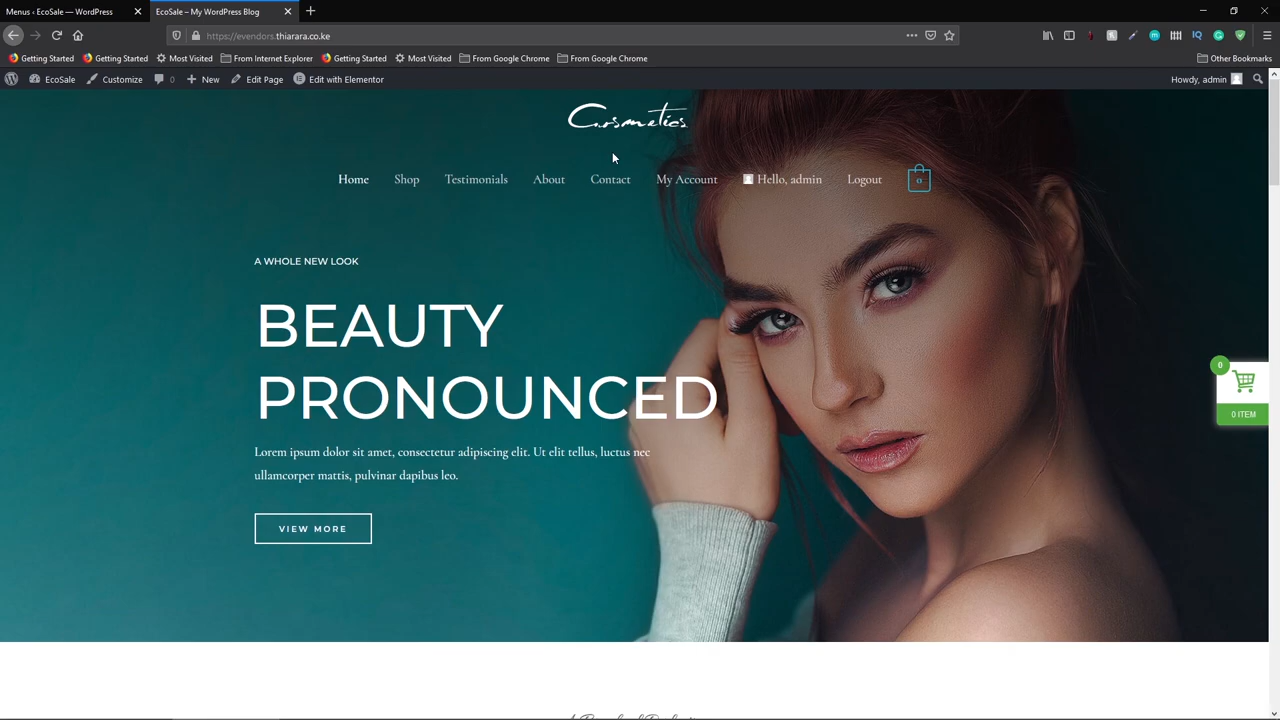 Menus ‹ EcoSale — WordPress
EcoSale – My WordPress Blog
https://evendors.thiarara.co.ke
Getting Started
Getting Started
Most Visited
From Internet Explorer
Getting Started
Most Visited
From Google Chrome
From Google Chrome
Other Bookmarks
EcoSale
Customize
0
New
Edit Page
Edit with Elementor
Howdy, admin
Cosmetics
Home
Shop
Testimonials
About
Contact
My Account
Hello, admin
Logout
0
A WHOLE NEW LOOK
BEAUTY
PRONOUNCED
Lorem ipsum dolor sit amet, consectetur adipiscing elit. Ut elit tellus, luctus nec
ullamcorper mattis, pulvinar dapibus leo.
VIEW MORE
0
0 ITEM